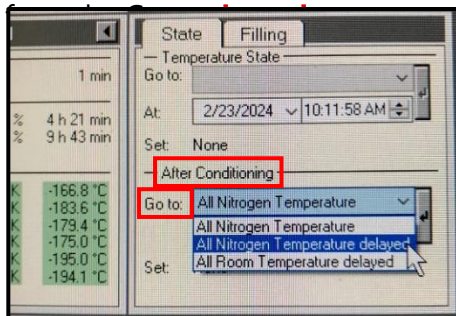 State Filling
Temperature State
1 min
Go to:
% 4 h 21 min
At: 2/23/2024 10:11:58 AM
% 9 h 43 min
Set: None
After Conditioning
K -166.8 °C
Go to: All Nitrogen Temperature
K -183.6 °C
K -179.4 °C
All Nitrogen Temperature
K -175.0 °C
All Nitrogen Temperature delayed
K -195.0 °C
Set: All Room Temperature delayed
K -194.1 °C